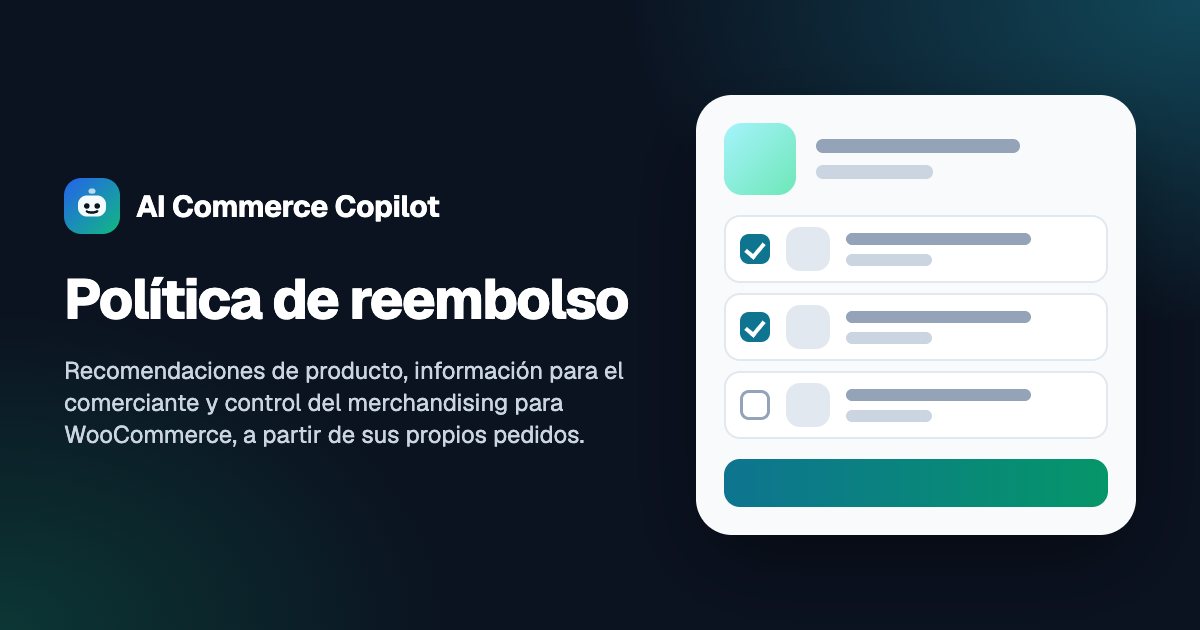 AI Commerce Copilot
Política de reembolso
Recomendaciones de producto, información para el
comerciante y control del merchandising para
WooCommerce, a partir de sus propios pedidos.